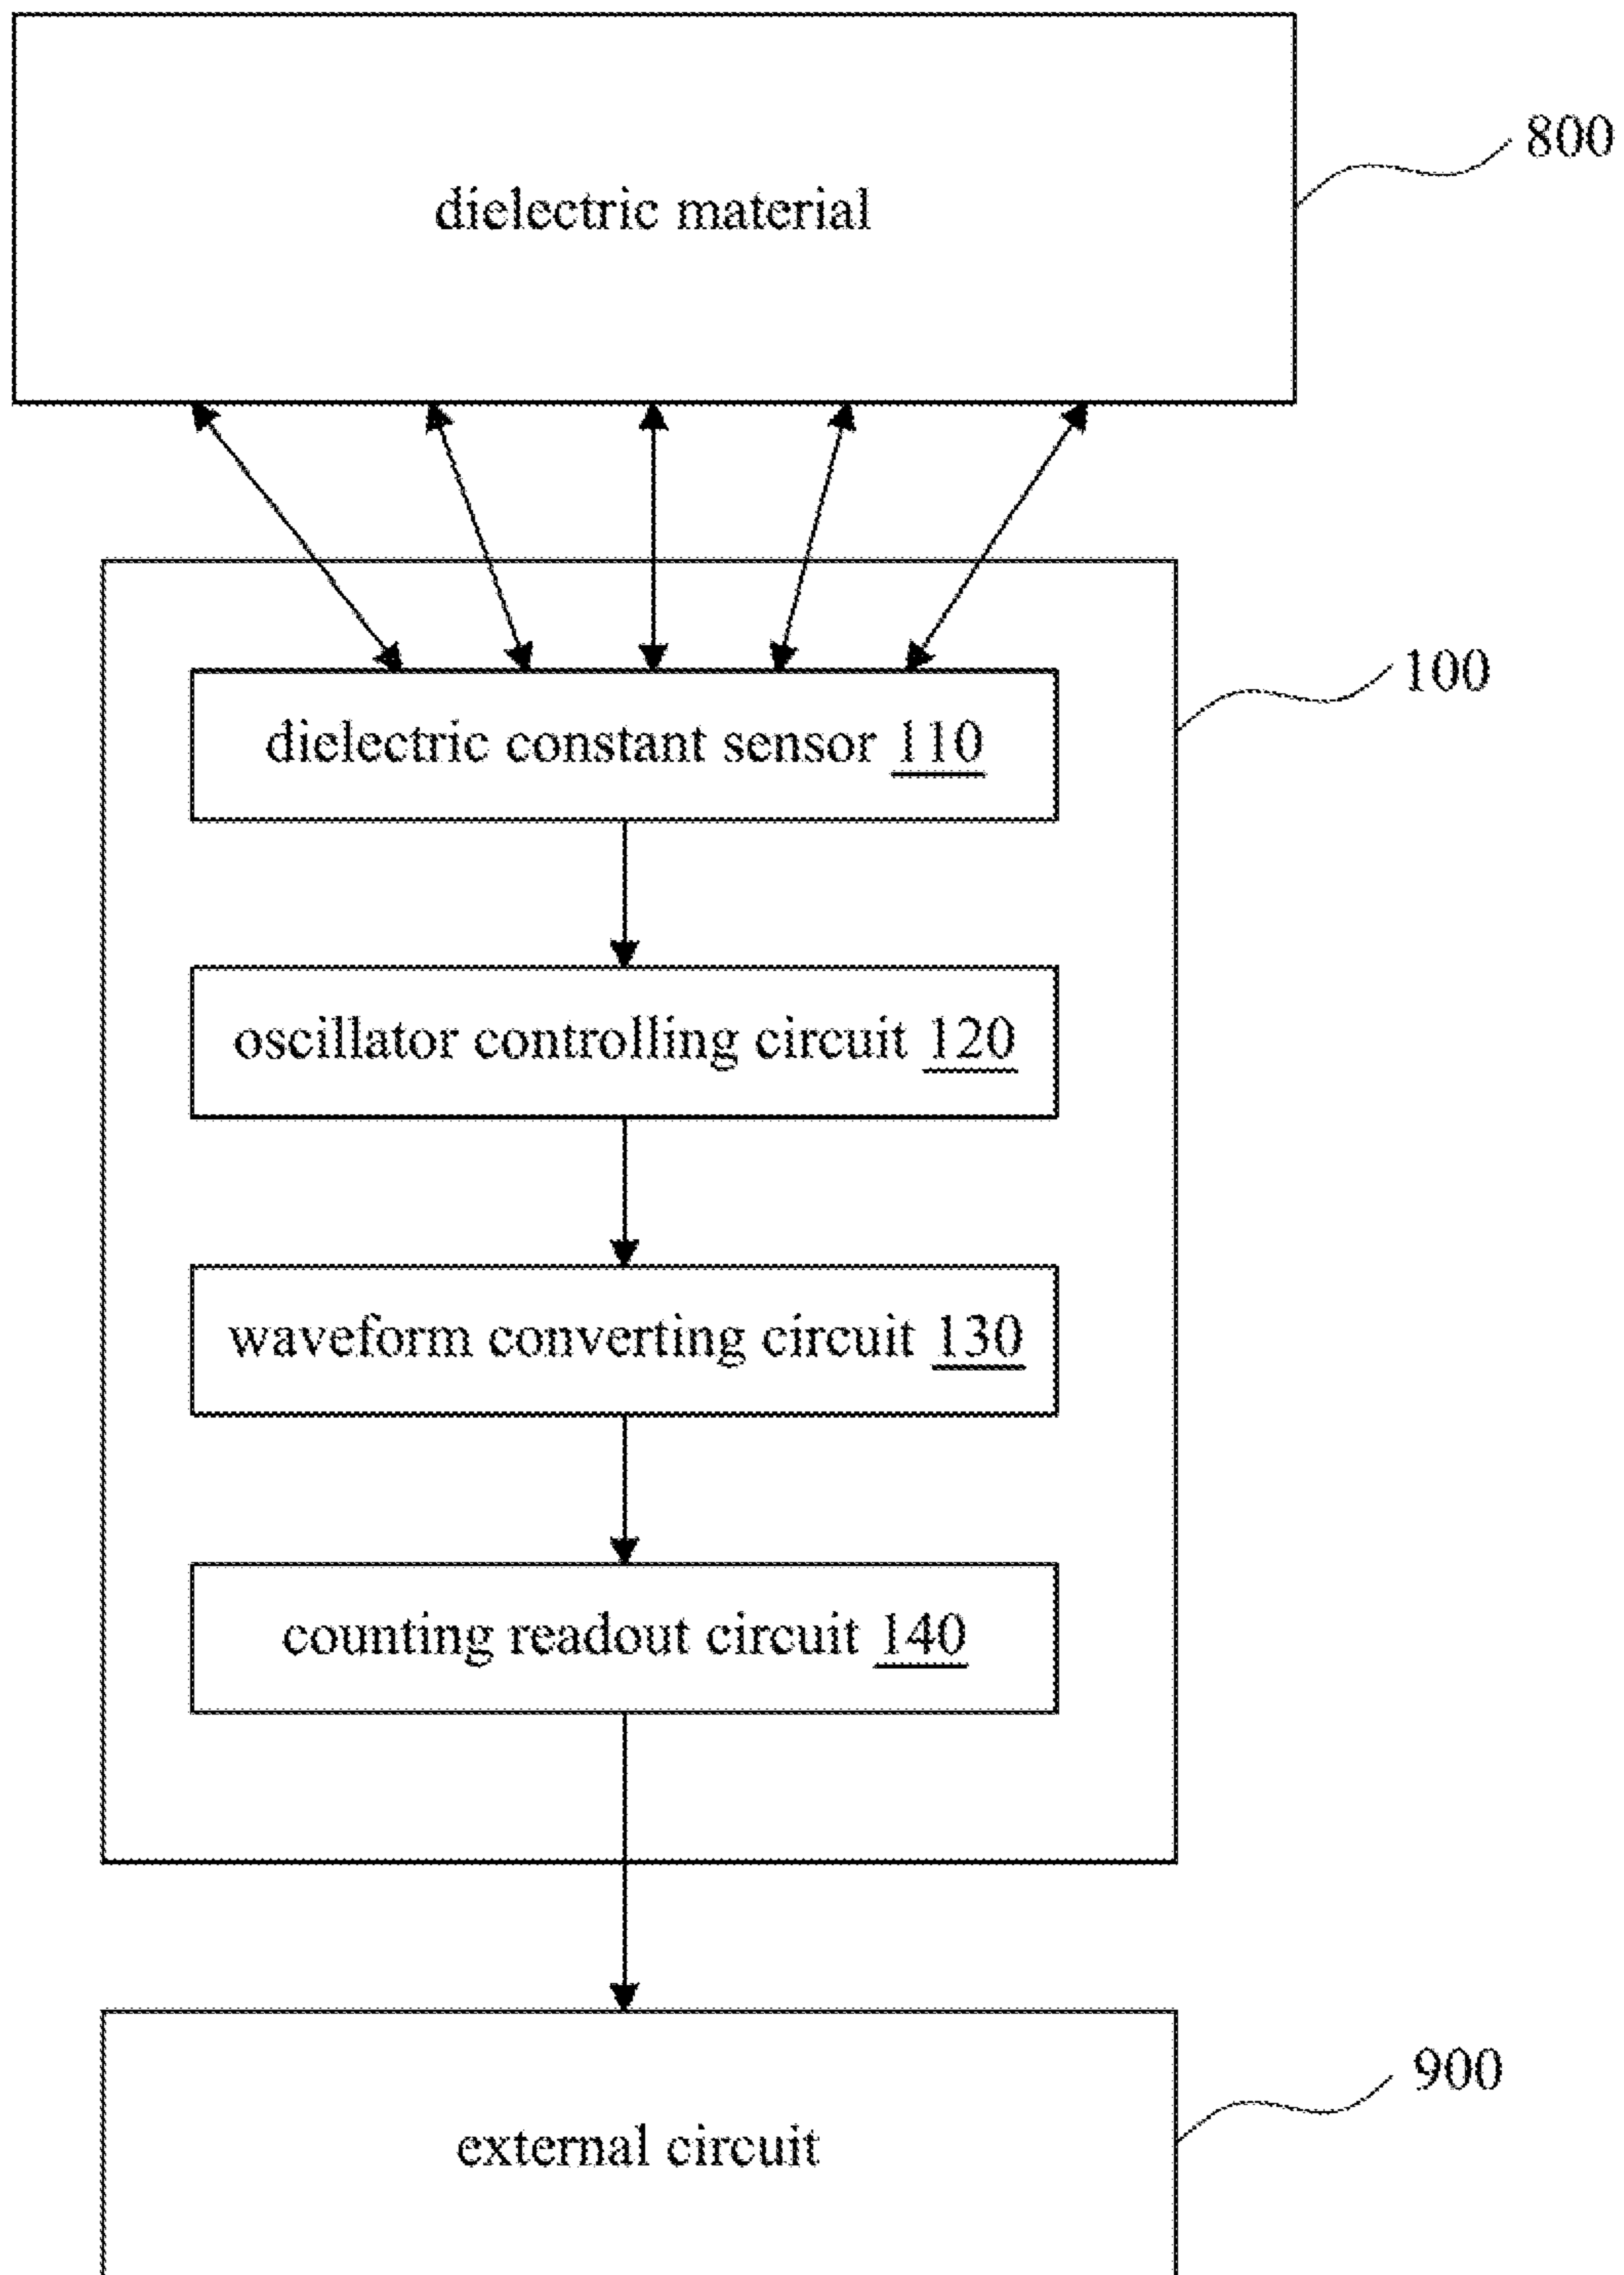 800
dielectric material
100
dielectric constant sensor 110
oscillator controlling circuit 120
waveform converting circuit 130
counting readout circuit 140
900
external circuit